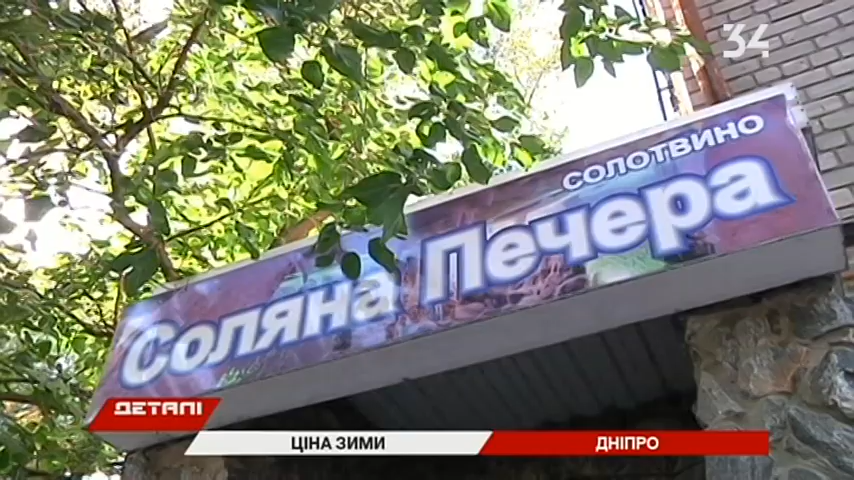 34
СОЛОТВИНО
Соляна Печера
ДЕТАЛІ
ЦІНА ЗИМИ
ДНІПРО